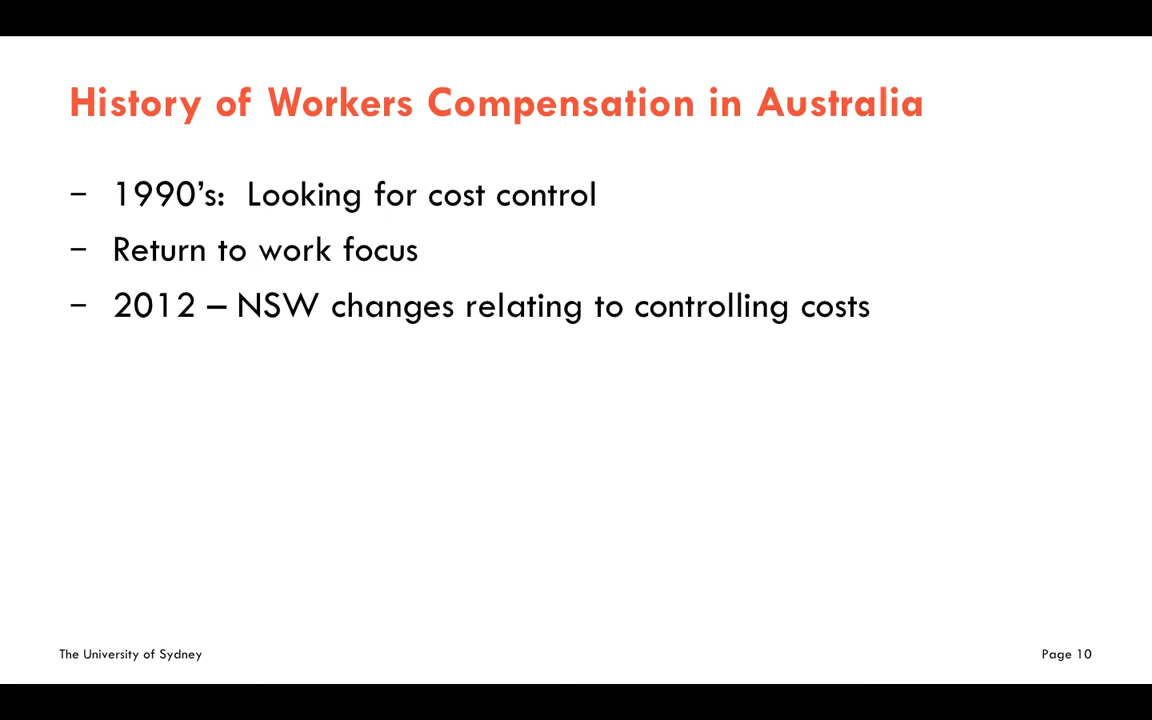 History of Workers Compensation in Australia
– 1990’s:  Looking for cost control
– Return to work focus
– 2012 – NSW changes relating to controlling costs
The University of Sydney
Page 10